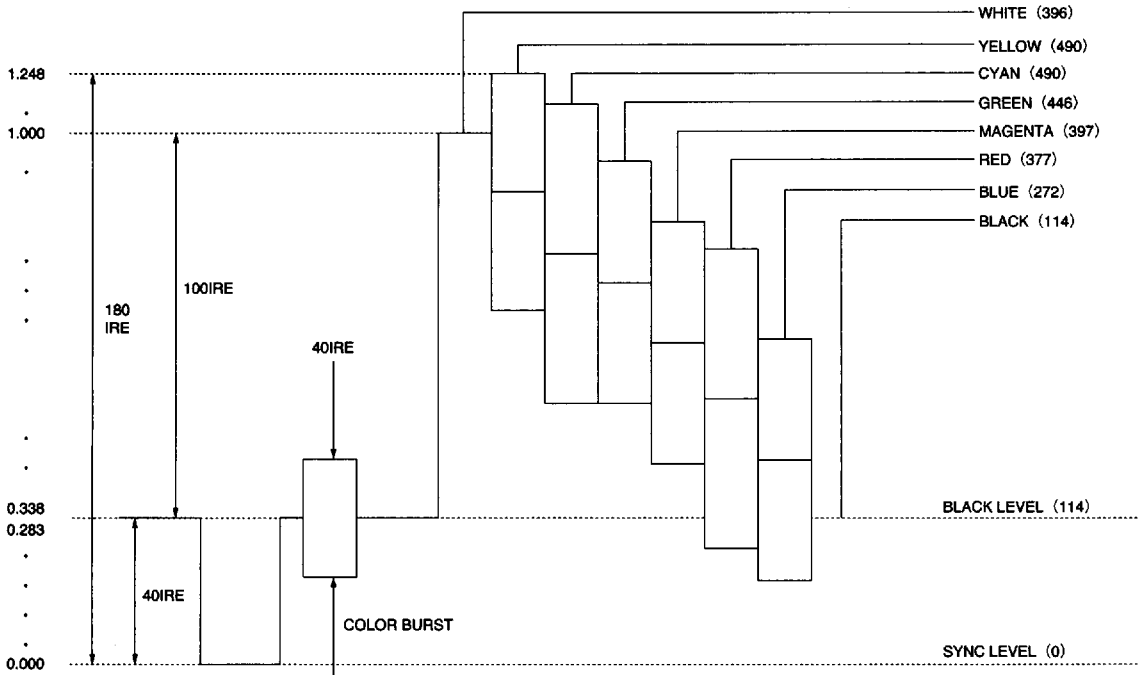 WHITE (396)
YELLOW (490)
1.248
CYAN (490)
GREEN (446)
1.000
MAGENTA (397)
RED (377)
BLUE (272)
BLACK (114)
100IRE
180
IRE
40IRE
0.338
BLACK LEVEL (114)
0.283
40IRE
COLOR BURST
SYNC LEVEL (0)
0.000